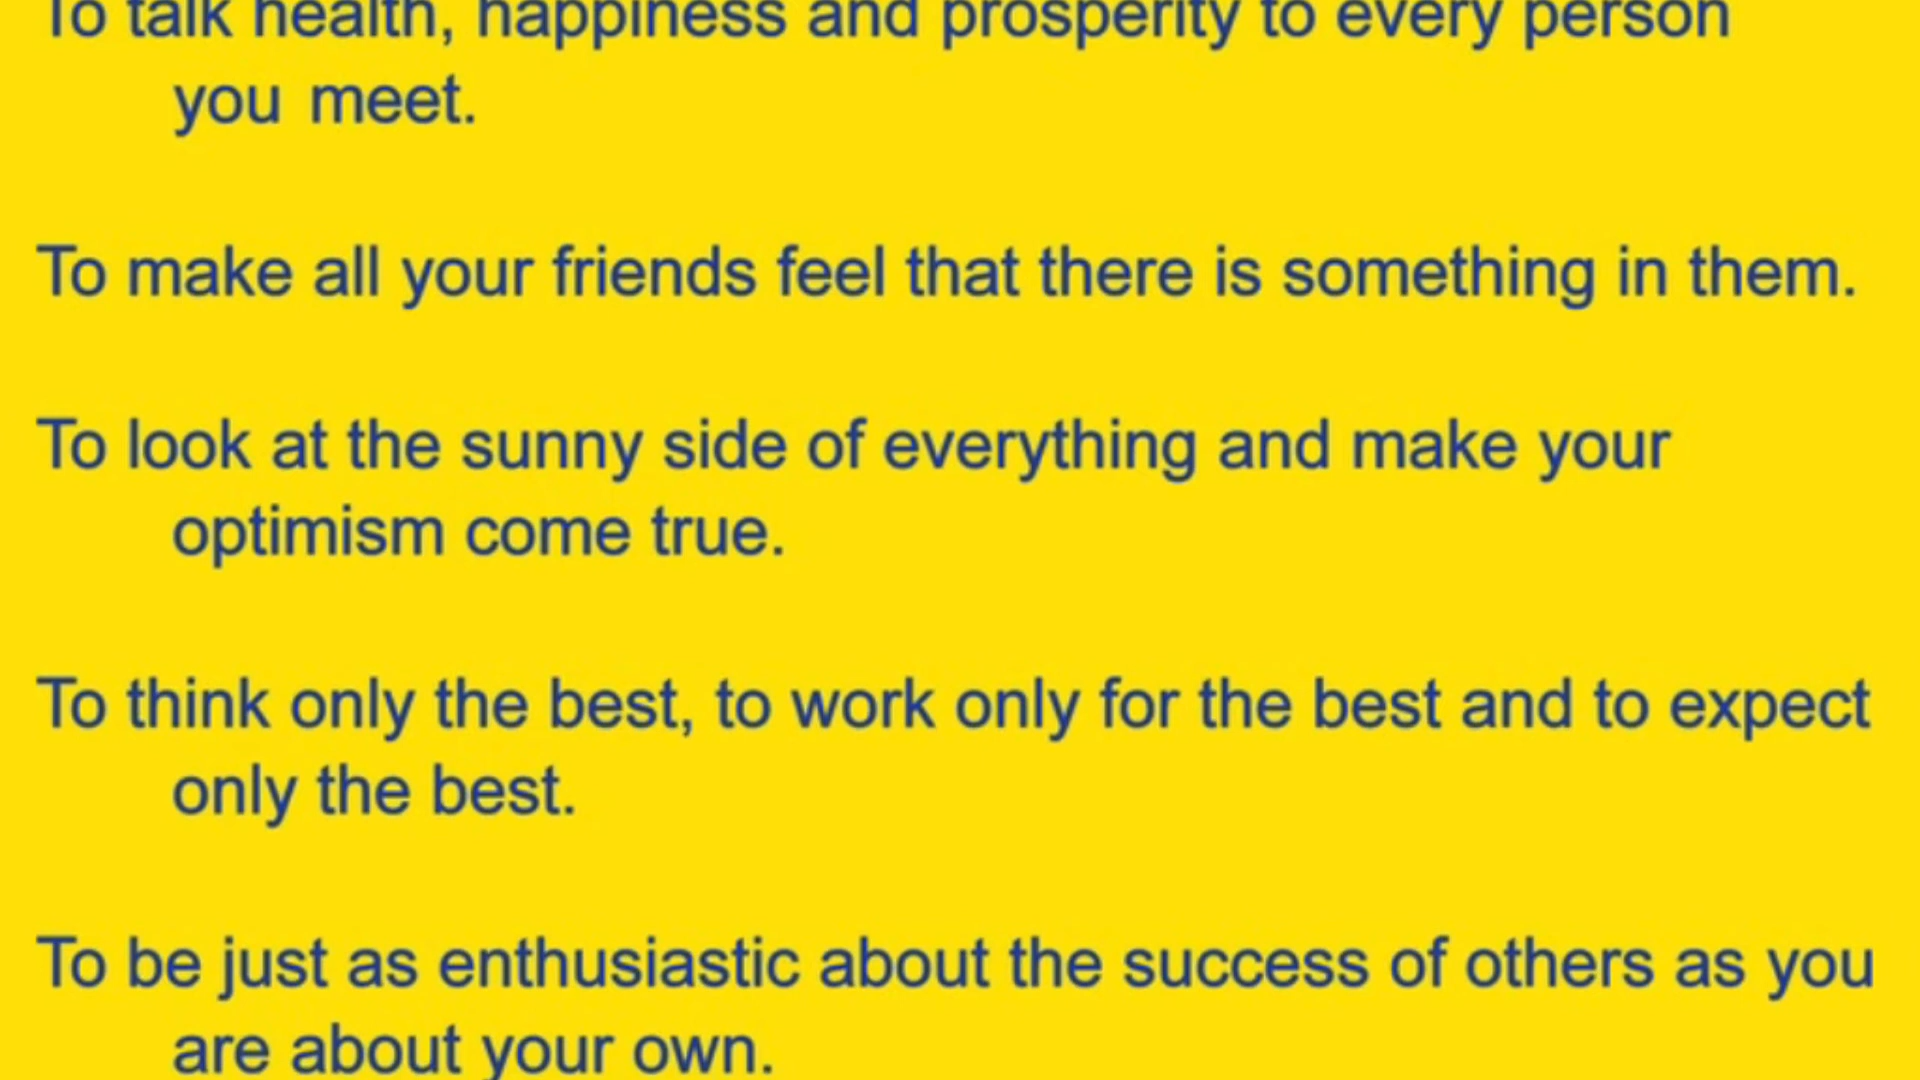 To talk health, happiness and prosperity to every person
you meet.
To make all your friends feel that there is something in them.
To look at the sunny side of everything and make your
optimism come true.
To think only the best, to work only for the best and to expect
only the best.
To be just as enthusiastic about the success of others as you
are about your own.